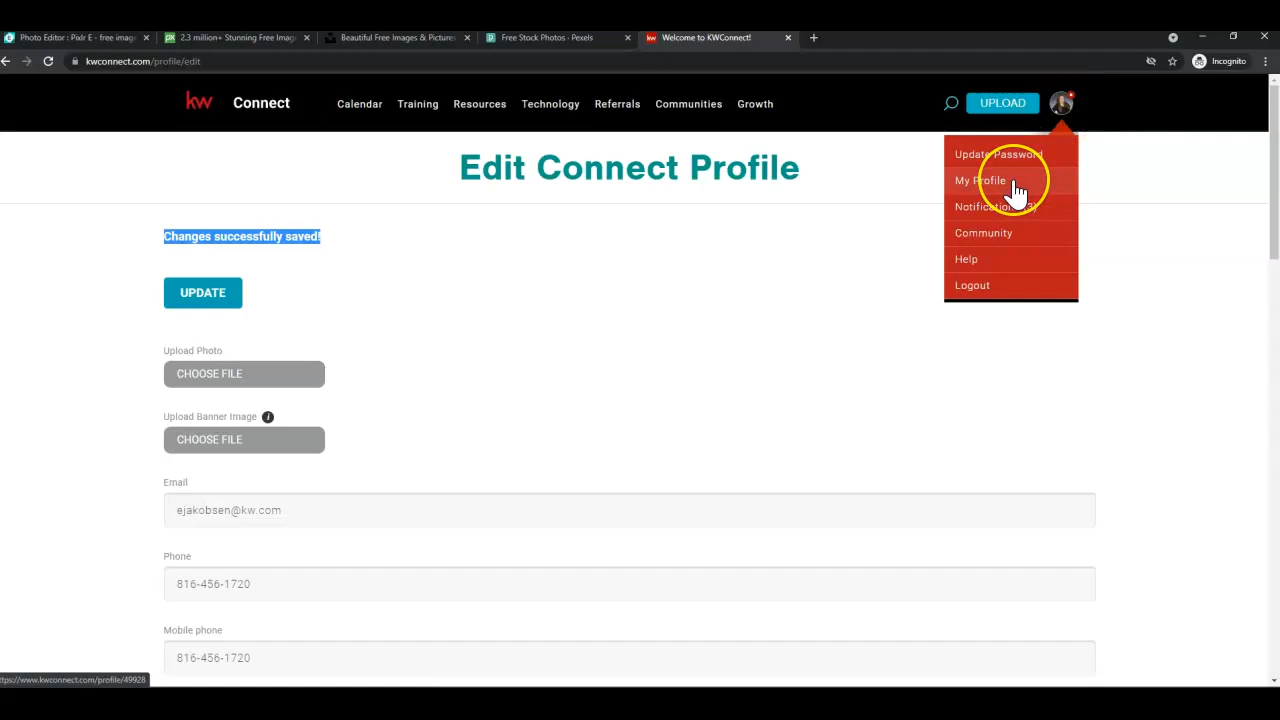 Photo Editor : Pixlr E - free imag
2.3 million+ Stunning Free Imag
Beautiful Free Images & Pictures
Free Stock Photos - Pexels
Welcome to KWConnect!
kwconnect.com/profile/edit
Incognito
kw Connect
Calendar
Training
Resources
Technology
Referrals
Communities
Growth
UPLOAD
Update Password
My Profile
Notifications (3)
Community
Help
Logout
Edit Connect Profile
Changes successfully saved!
UPDATE
Upload Photo
CHOOSE FILE
Upload Banner Image i
CHOOSE FILE
Email
ejakobsen@kw.com
Phone
816-456-1720
Mobile phone
816-456-1720
ttps://www.kwconnect.com/profile/49928